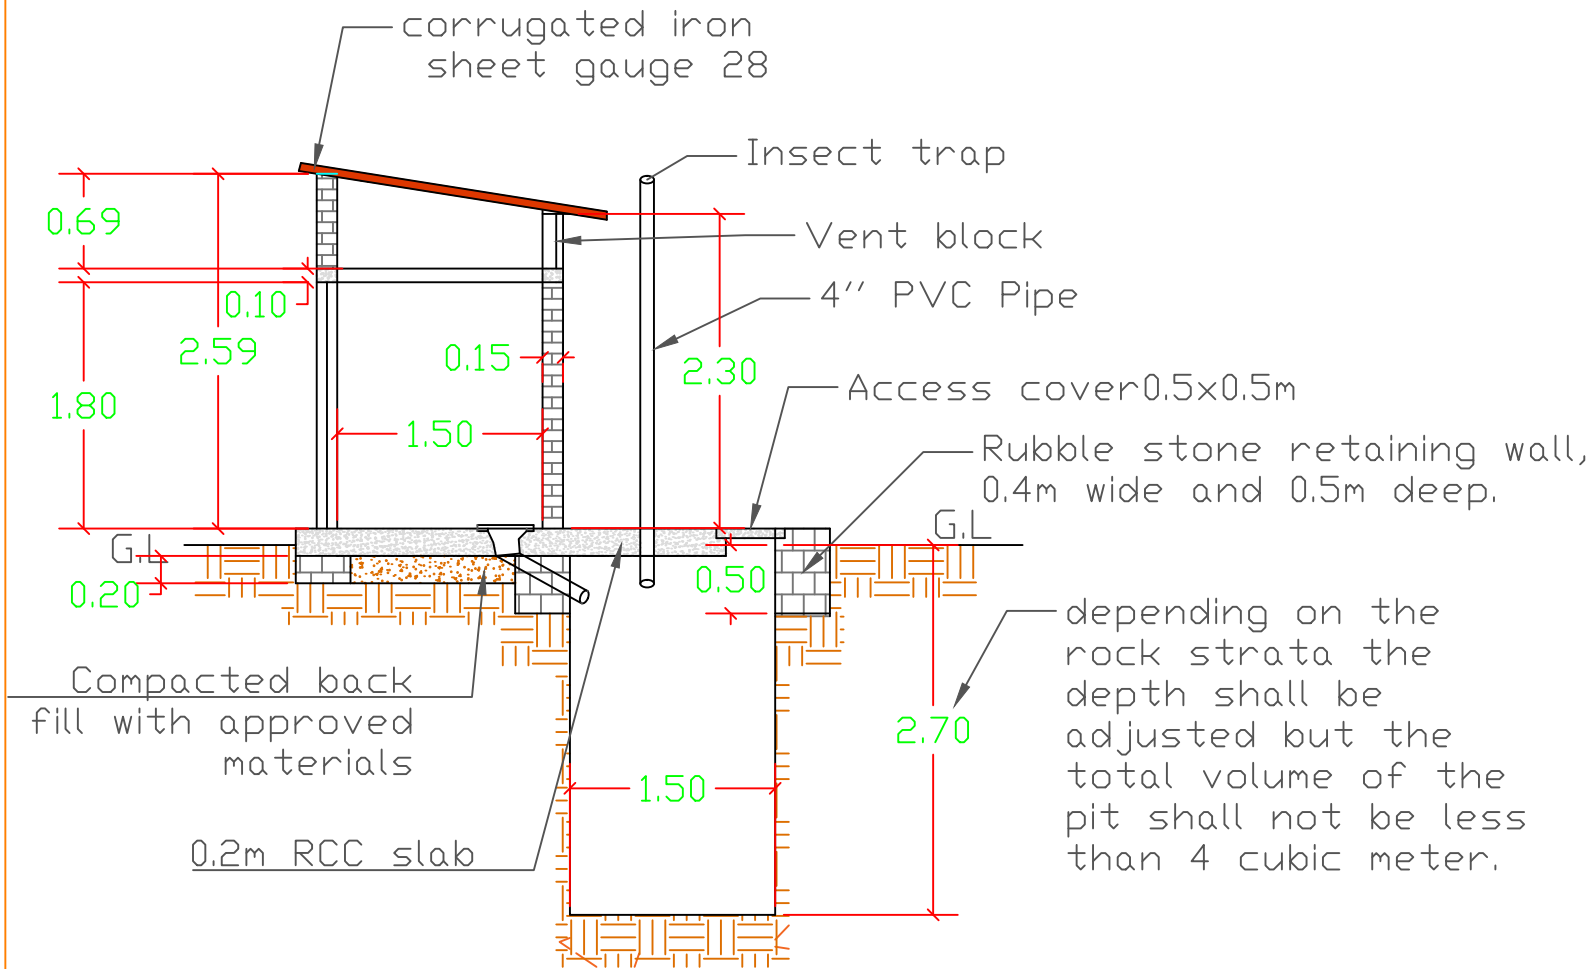 corrugated iron
sheet gauge 28
Insect trap
Vent block
4'' PVC Pipe
0.69
0.10
2.59
0.15
2.30
1.80
1.50
Access cover0.5x0.5m
Rubble stone retaining wall,
0.4m wide and 0.5m deep.
G.L
G.L
0.20
0.50
depending on the
rock strata the
depth shall be
adjusted but the
total volume of the
pit shall not be less
than 4 cubic meter.
2.70
1.50
Compacted back
fill with approved
materials
0.2m RCC slab